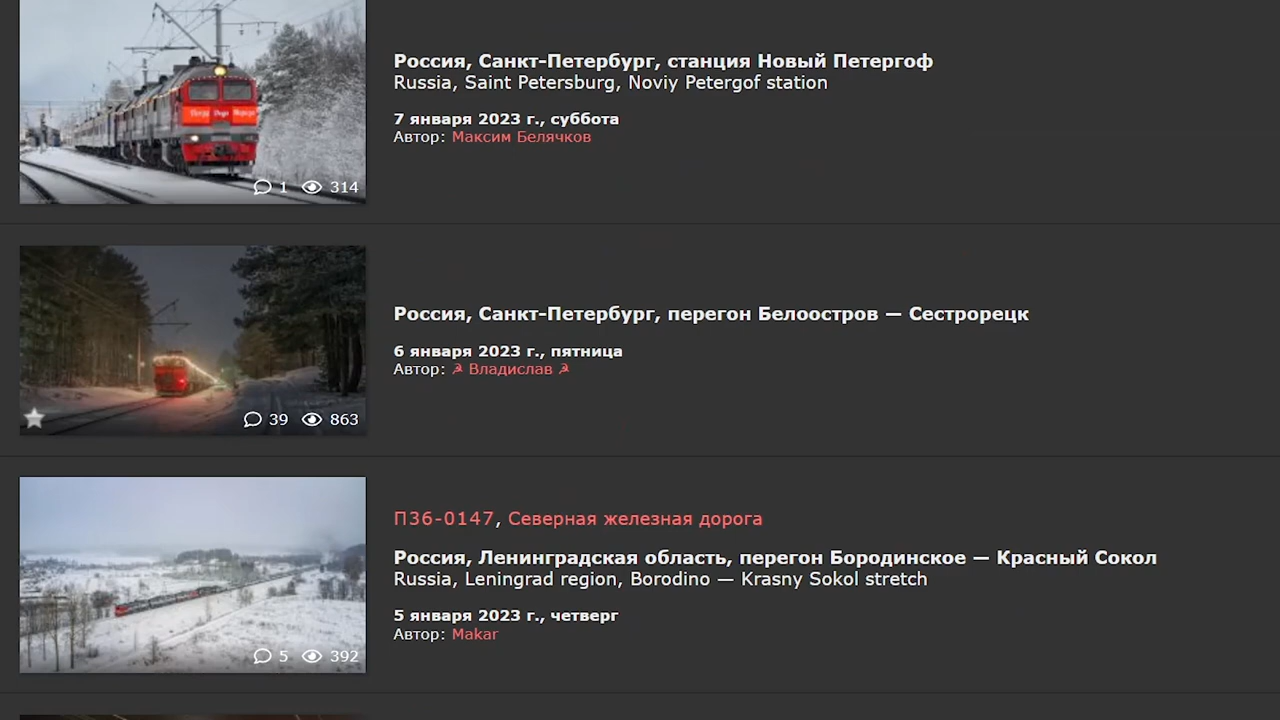 Россия, Санкт-Петербург, станция Новый Петергоф
Russia, Saint Petersburg, Noviy Petergof station
7 января 2023 г., суббота
Автор: Максим Белячков
1 314
Россия, Санкт-Петербург, перегон Белоостров — Сестрорецк
6 января 2023 г., пятница
Автор: ☭ Владислав ☭
39 863
П36-0147, Северная железная дорога
Россия, Ленинградская область, перегон Бородинское — Красный Сокол
Russia, Leningrad region, Borodino — Krasny Sokol stretch
5 января 2023 г., четверг
Автор: Makar
5 392